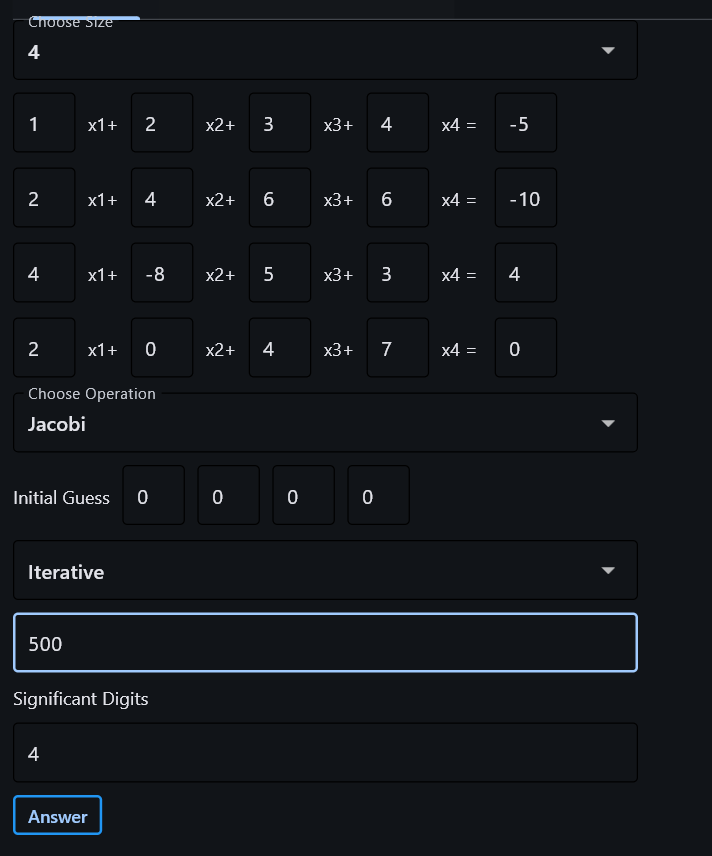 Choose Size
4
1 x1+ 2 x2+ 3 x3+ 4 x4 = -5
2 x1+ 4 x2+ 6 x3+ 6 x4 = -10
4 x1+ -8 x2+ 5 x3+ 3 x4 = 4
2 x1+ 0 x2+ 4 x3+ 7 x4 = 0
Choose Operation
Jacobi
Initial Guess 0 0 0 0
Iterative
500
Significant Digits
4
Answer